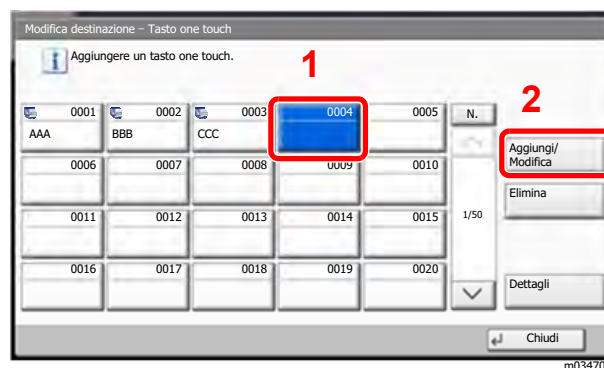 Modifica destinazione – Tasto one touch
Aggiungere un tasto one touch.
1
0001 0002 0003 0004 0005 N.
AAA BBB CCC
2
Aggiungi/
Modifica
0006 0007 0008 0009 0010
Elimina
0011 0012 0013 0014 0015 1/50
0016 0017 0018 0019 0020
Dettagli
Chiudi
m03470